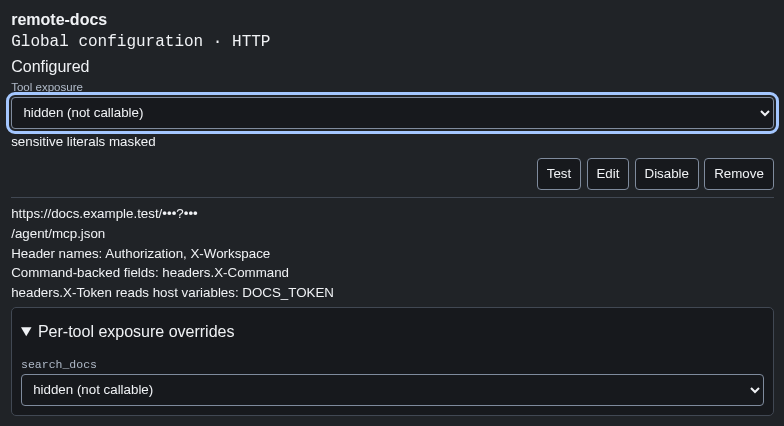 remote-docs
Global configuration · HTTP
Configured
Tool exposure
hidden (not callable)
sensitive literals masked
Test Edit Disable Remove
https://docs.example.test/•••?•••
/agent/mcp.json
Header names: Authorization, X-Workspace
Command-backed fields: headers.X-Command
headers.X-Token reads host variables: DOCS_TOKEN
▼ Per-tool exposure overrides
search_docs
hidden (not callable)